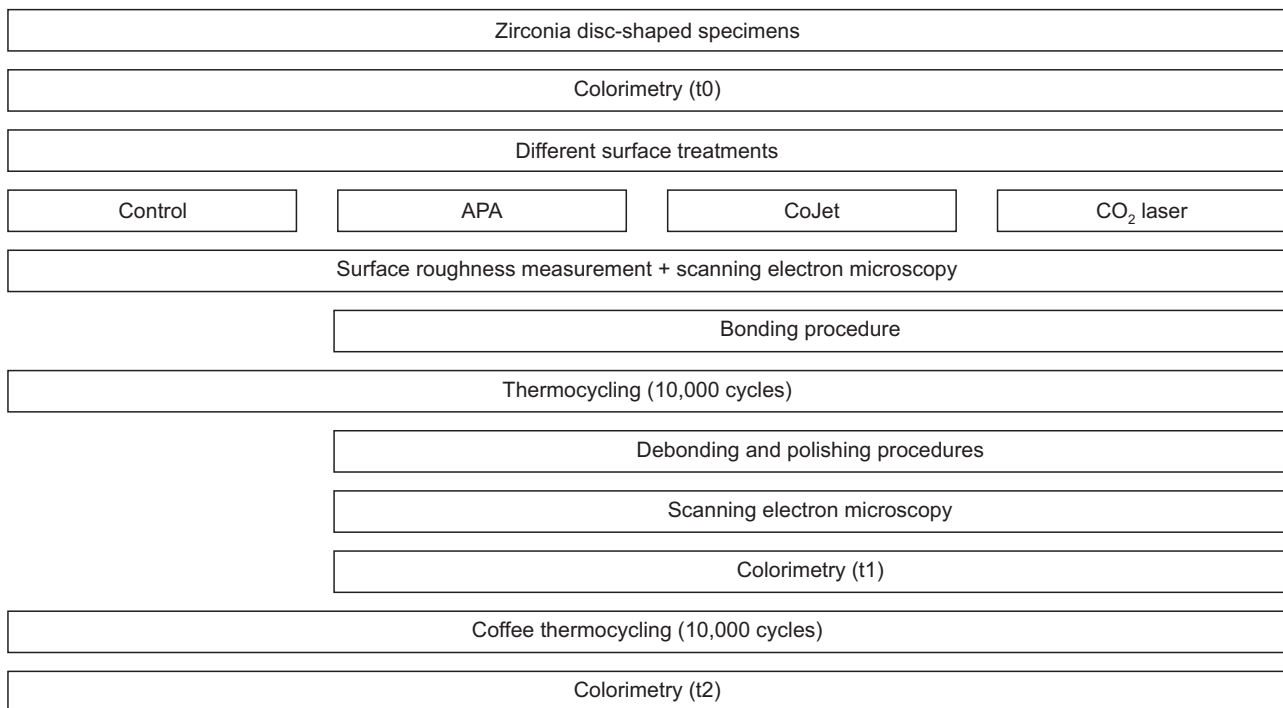 Zirconia disc-shaped specimens
Colorimetry (t0)
Different surface treatments
Control
APA
CoJet
CO₂ laser
Surface roughness measurement + scanning electron microscopy
Bonding procedure
Thermocycling (10,000 cycles)
Debonding and polishing procedures
Scanning electron microscopy
Colorimetry (t1)
Coffee thermocycling (10,000 cycles)
Colorimetry (t2)